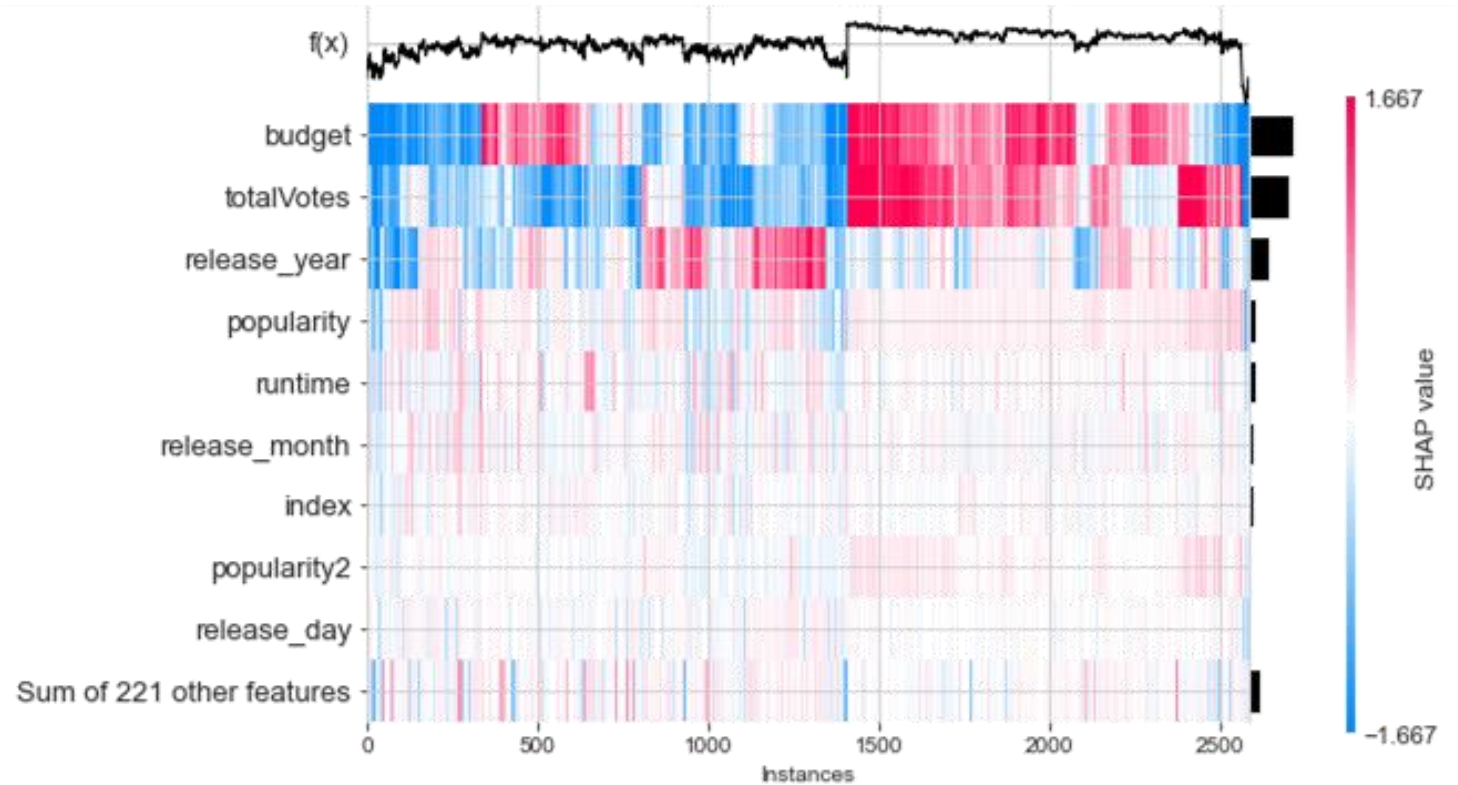 f(x)
budget
totalVotes
release_year
popularity
runtime
release_month
index
popularity2
release_day
Sum of 221 other features
0 500 1000 1500 2000 2500
Instances
1.667
SHAP value
−1.667